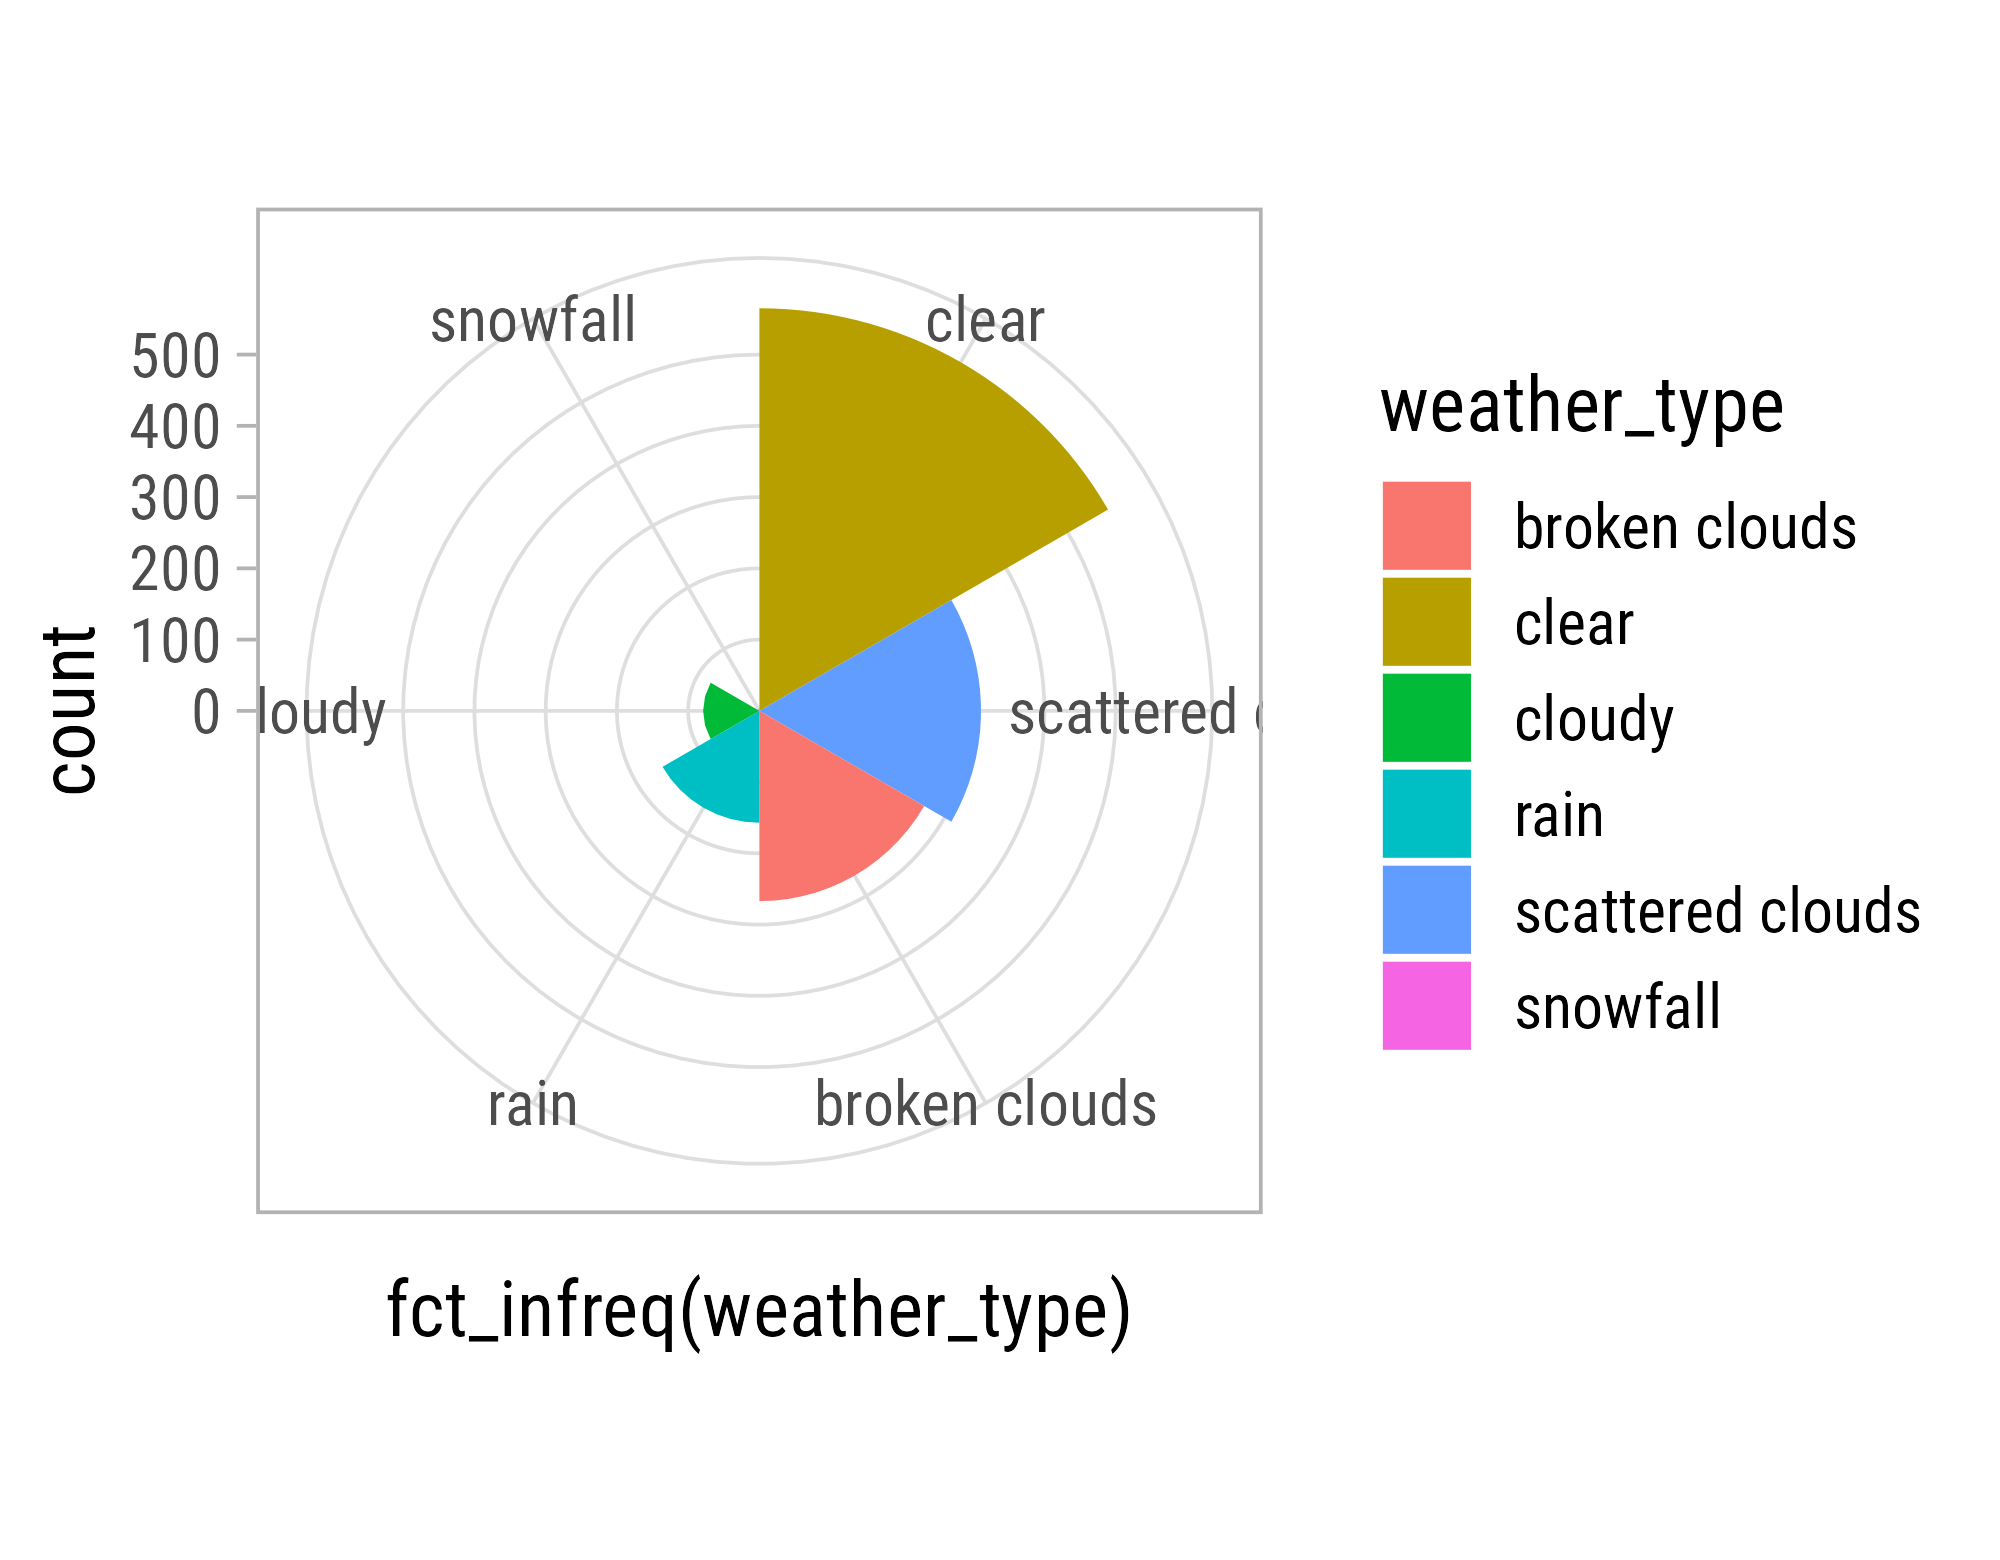 snowfall
clear
500
400
300
200
100
0
loudy
scattered
rain
broken clouds
count
fct_infreq(weather_type)
weather_type
broken clouds
clear
cloudy
rain
scattered clouds
snowfall